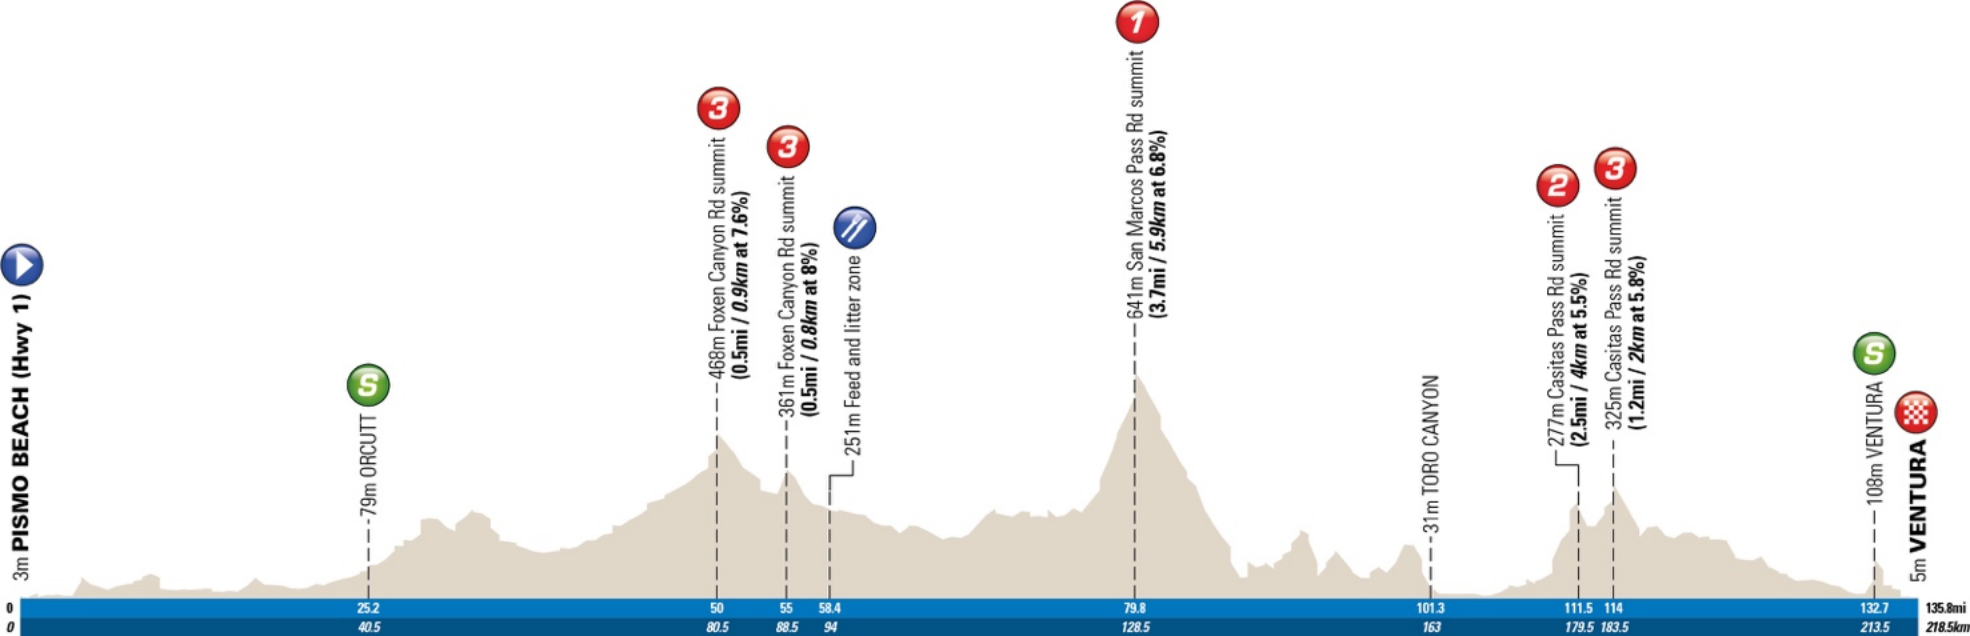 3m PISMO BEACH (Hwy 1)
S
79m ORCUTT
3
468m Foxen Canyon Rd summit
(0.5mi / 0.9km at 7.6%)
3
361m Foxen Canyon Rd summit
(0.5mi / 0.8km at 8%)
251m Feed and litter zone
1
641m San Marcos Pass Rd summit
(3.7mi / 5.9km at 6.8%)
31m TORO CANYON
2
277m Casitas Pass Rd summit
(2.5mi / 4km at 5.5%)
3
325m Casitas Pass Rd summit
(1.2mi / 2km at 5.8%)
S
108m VENTURA
5m VENTURA
0 25.2 50 55 58.4 79.8 101.3 111.5 114 132.7 135.8mi
0 40.5 80.5 88.5 94 128.5 163 179.5 183.5 213.5 218.5km